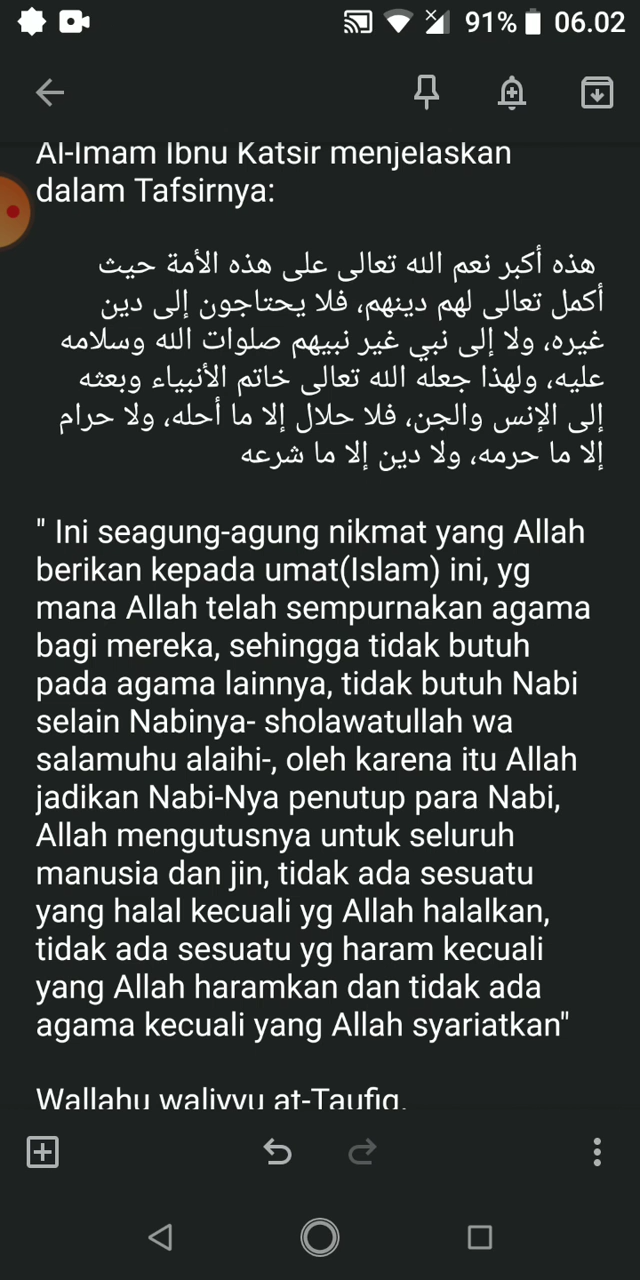 91% 06.02
Al-Imam Ibnu Katsir menjelaskan
dalam Tafsirnya:
هذه أكبر نعم الله تعالى على هذه الأمة حيث
أكمل تعالى لهم دينهم، فلا يحتاجون إلى دين
غيره، ولا إلى نبي غير نبيهم صلوات الله وسلامه
عليه، ولهذا جعله الله تعالى خاتم الأنبياء وبعثه
إلى الإنس والجن، فلا حلال إلا ما أحله، ولا حرام
إلا ما حرمه، ولا دين إلا ما شرعه
" Ini seagung-agung nikmat yang Allah
berikan kepada umat(Islam) ini, yg
mana Allah telah sempurnakan agama
bagi mereka, sehingga tidak butuh
pada agama lainnya, tidak butuh Nabi
selain Nabinya- sholawatullah wa
salamuhu alaihi-, oleh karena itu Allah
jadikan Nabi-Nya penutup para Nabi,
Allah mengutusnya untuk seluruh
manusia dan jin, tidak ada sesuatu
yang halal kecuali yg Allah halalkan,
tidak ada sesuatu yg haram kecuali
yang Allah haramkan dan tidak ada
agama kecuali yang Allah syariatkan"
Wallahu waliyyu at-Taufiq.